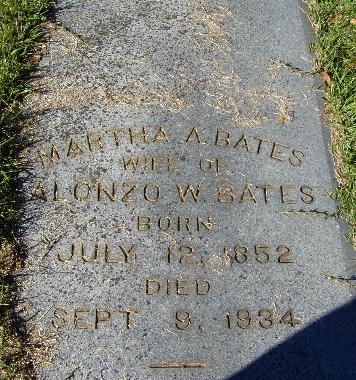 MARTHA A. BATES
WIFE OF
ALONZO W. BATES
BORN
JULY 12, 1852
DIED
SEPT 9, 1934